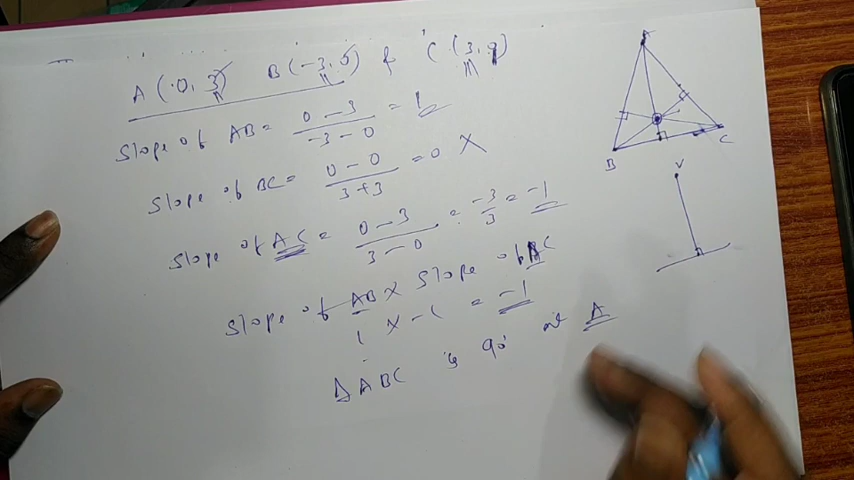 A (0, 3) B (-3, 0) & C (3, 0)
Slope of AB = 0 - 3 / -3 - 0 = 1
Slope of BC = 0 - 0 / 3 + 3 = 0 X
Slope of AC = 0 - 3 / 3 - 0 = -3/3 = -1
Slope of AB X Slope of AC
1 X -1 = -1
Δ ABC is 90° at A
B C
V